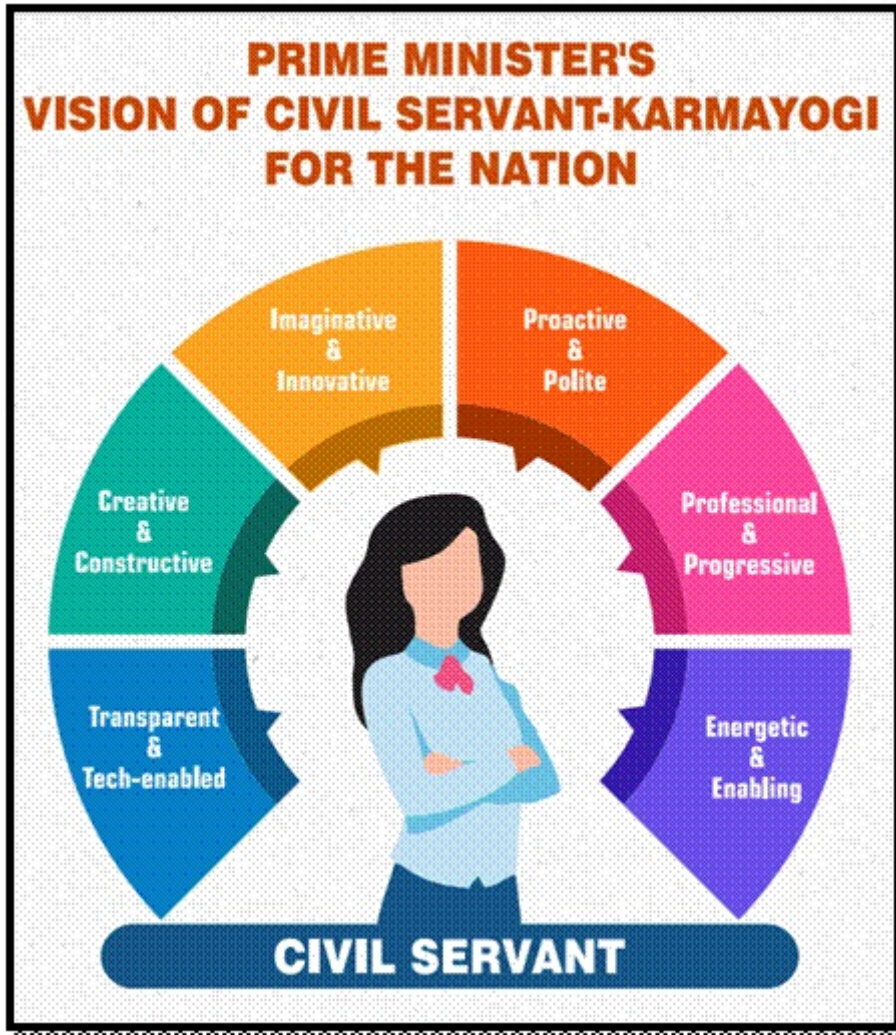 PRIME MINISTER'S
VISION OF CIVIL SERVANT-KARMAYOGI
FOR THE NATION
Imaginative
&
Innovative
Proactive
&
Polite
Creative
&
Constructive
Professional
&
Progressive
Transparent
&
Tech-enabled
Energetic
&
Enabling
CIVIL SERVANT